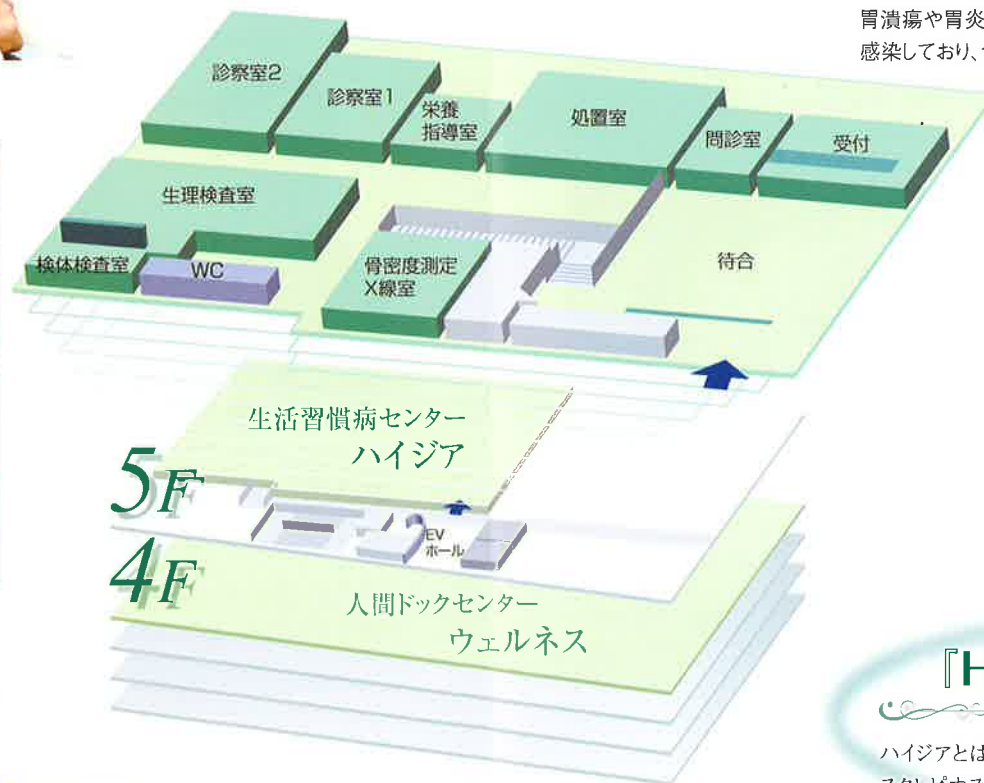 胃潰瘍や胃炎
感染しており、
診察室2
診察室1
栄養
指導室
処置室
問診室
受付
生理検査室
検体検査室
WC
骨密度測定
X線室
待合
生活習慣病センター
ハイジア
5F
EV
ホール
4F
人間ドックセンター
ウェルネス
『H
ハイジアとは